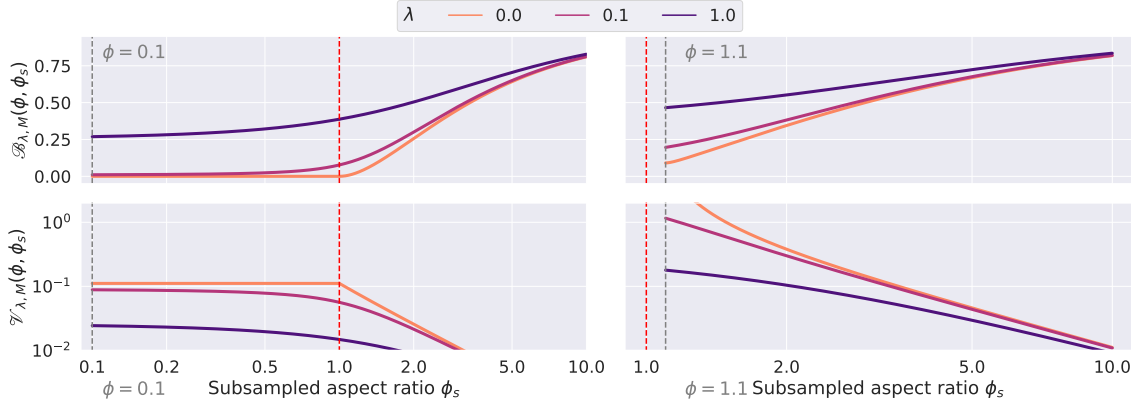 λ 0.0 0.1 1.0
ϕ = 0.1
ϕ = 1.1
ℬλ,M(ϕ, ϕs)
0.75
0.50
0.25
0.00
𝒱λ,M(ϕ, ϕs)
10⁰
10⁻¹
10⁻²
0.1 0.2 0.5 1.0 2.0 5.0 10.0
1.0 2.0 5.0 10.0
ϕ = 0.1
Subsampled aspect ratio ϕs
ϕ = 1.1
Subsampled aspect ratio ϕs